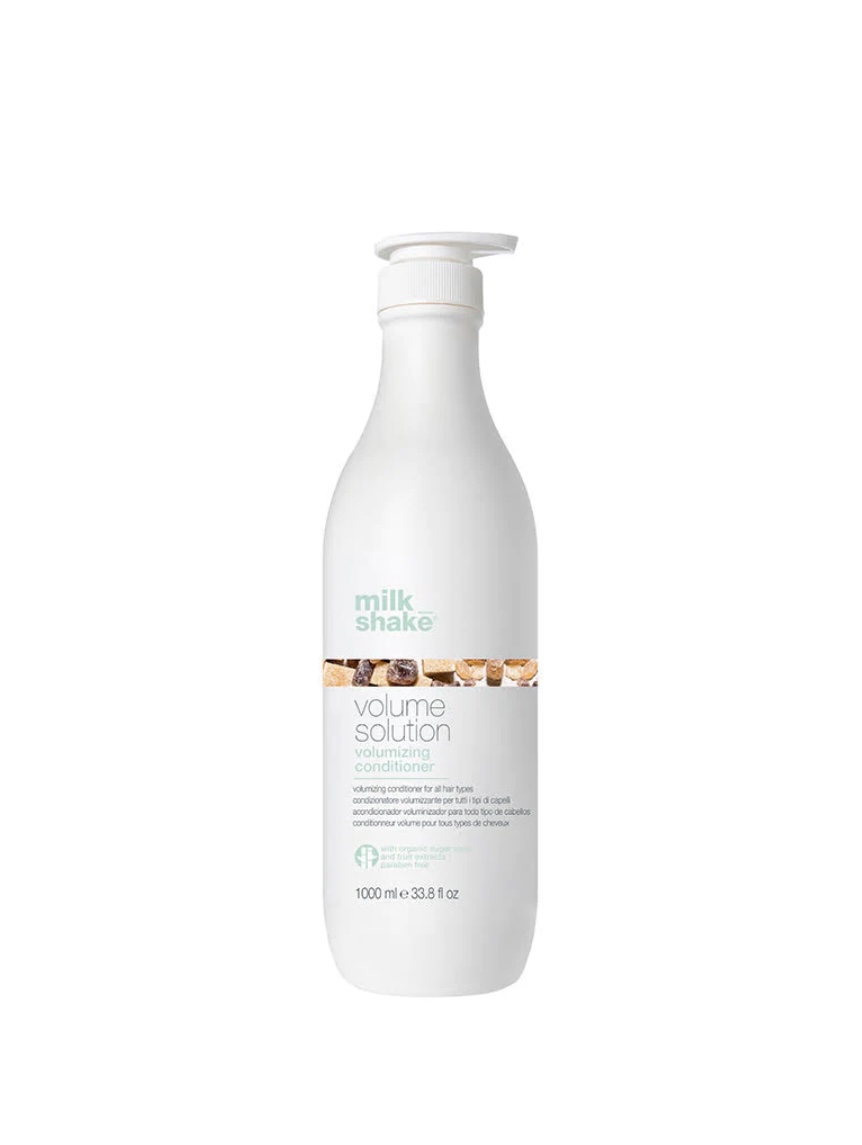 milk
shake®
volume
solution
volumizing
conditioner
volumizing conditioner for all hair types
condizionatore volumizzante per tutti i tipi di capelli
acondicionador voluminizador para todo tipo de cabellos
conditionneur volume pour tous types de cheveux
with organic sugar
and fruit extracts
paraben free
1000 ml ℮ 33.8 fl oz